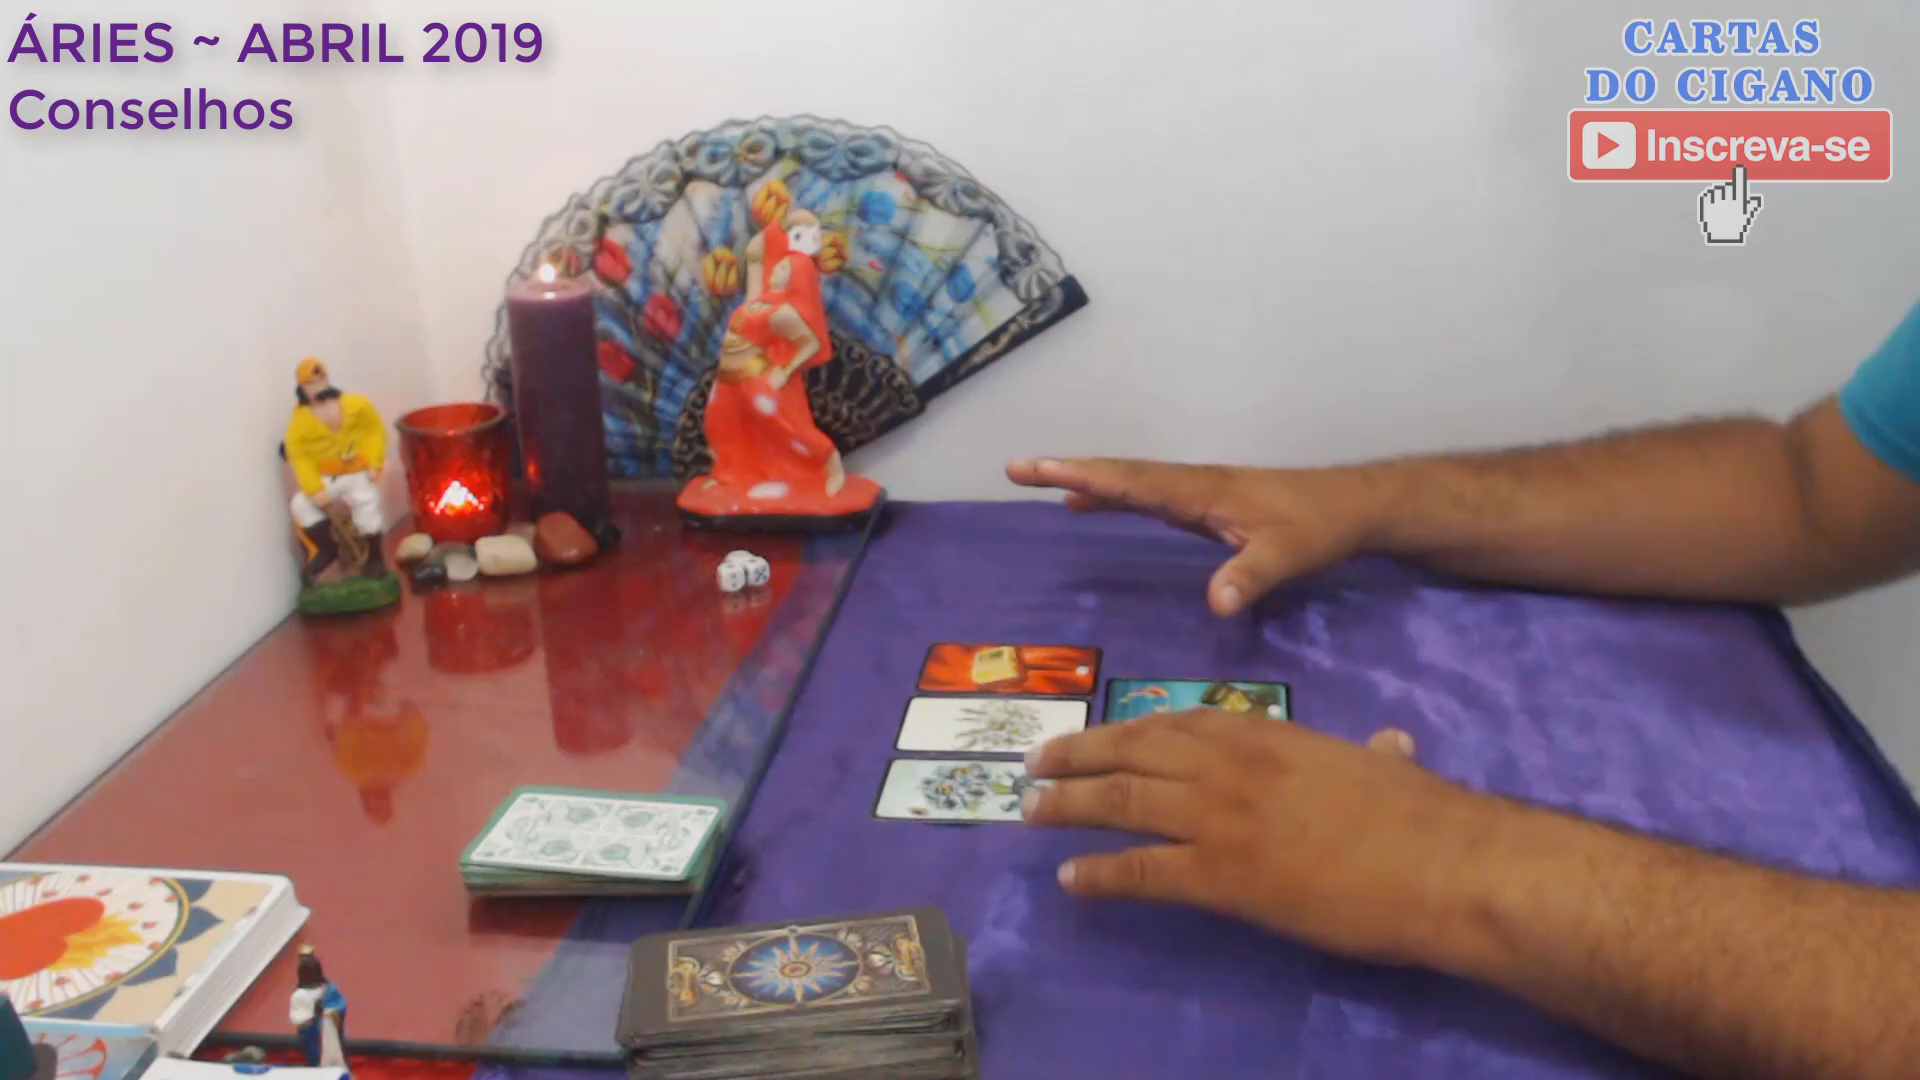 ÁRIES ~ ABRIL 2019
Conselhos
CARTAS
DO CIGANO
Inscreva-se